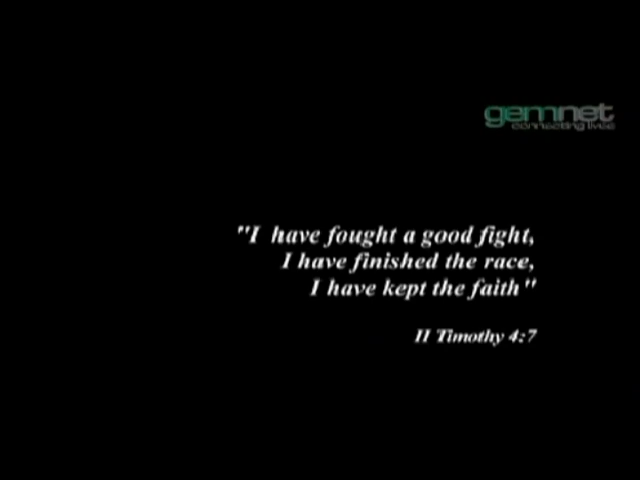 gemnet
connecting lives
"I have fought a good fight,
I have finished the race,
I have kept the faith"
II Timothy 4:7